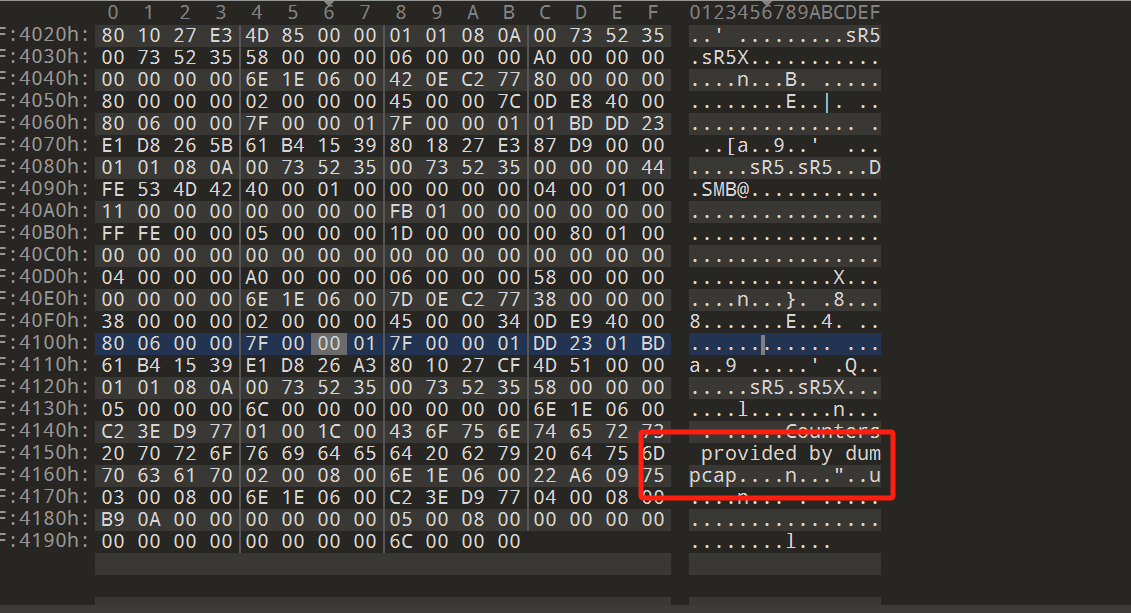 0 1 2 3 4 5 6 7 8 9 A B C D E F 0123456789ABCDEF
F:4020h: 80 10 27 E3 4D 85 00 00 01 01 08 0A 00 73 52 35 ..' .........sR5
F:4030h: 00 73 52 35 58 00 00 00 06 00 00 00 A0 00 00 00 .sR5X...........
F:4040h: 00 00 00 00 6E 1E 06 00 42 0E C2 77 80 00 00 00 ....n...B. .....
F:4050h: 80 00 00 00 02 00 00 00 45 00 00 7C 0D E8 40 00 ........E..|. ..
F:4060h: 80 06 00 00 7F 00 00 01 7F 00 00 01 01 BD DD 23 .............. .
F:4070h: E1 D8 26 5B 61 B4 15 39 80 18 27 E3 87 D9 00 00 ..[a..9..' ...
F:4080h: 01 01 08 0A 00 73 52 35 00 73 52 35 00 00 00 44 .....sR5.sR5...D
F:4090h: FE 53 4D 42 40 00 01 00 00 00 00 00 04 00 01 00 .SMB@...........
F:40A0h: 11 00 00 00 00 00 00 00 FB 01 00 00 00 00 00 00 ................
F:40B0h: FF FE 00 00 05 00 00 00 1D 00 00 00 00 80 01 00 ................
F:40C0h: 00 00 00 00 00 00 00 00 00 00 00 00 00 00 00 00 ................
F:40D0h: 04 00 00 00 A0 00 00 00 06 00 00 00 58 00 00 00 ............X...
F:40E0h: 00 00 00 00 6E 1E 06 00 7D 0E C2 77 38 00 00 00 ....n...}. .8...
F:40F0h: 38 00 00 00 02 00 00 00 45 00 00 34 0D E9 40 00 8.......E..4. ..
F:4100h: 80 06 00 00 7F 00 00 01 7F 00 00 01 DD 23 01 BD ............. ...
F:4110h: 61 B4 15 39 E1 D8 26 A3 80 10 27 CF 4D 51 00 00 a..9 .....' .Q..
F:4120h: 01 01 08 0A 00 73 52 35 00 73 52 35 58 00 00 00 .....sR5.sR5X...
F:4130h: 05 00 00 00 6C 00 00 00 00 00 00 00 6E 1E 06 00 ....l.......n...
F:4140h: C2 3E D9 77 01 00 1C 00 43 6F 75 6E 74 65 72 73 . .....Counters
F:4150h: 20 70 72 6F 76 69 64 65 64 20 62 79 20 64 75 6D provided by dum
F:4160h: 70 63 61 70 02 00 08 00 6E 1E 06 00 22 A6 09 75 pcap....n..."..u
F:4170h: 03 00 08 00 6E 1E 06 00 C2 3E D9 77 04 00 08 00 ....n... . .....
F:4180h: B9 0A 00 00 00 00 00 00 05 00 08 00 00 00 00 00 ................
F:4190h: 00 00 00 00 00 00 00 00 6C 00 00 00 ........l...